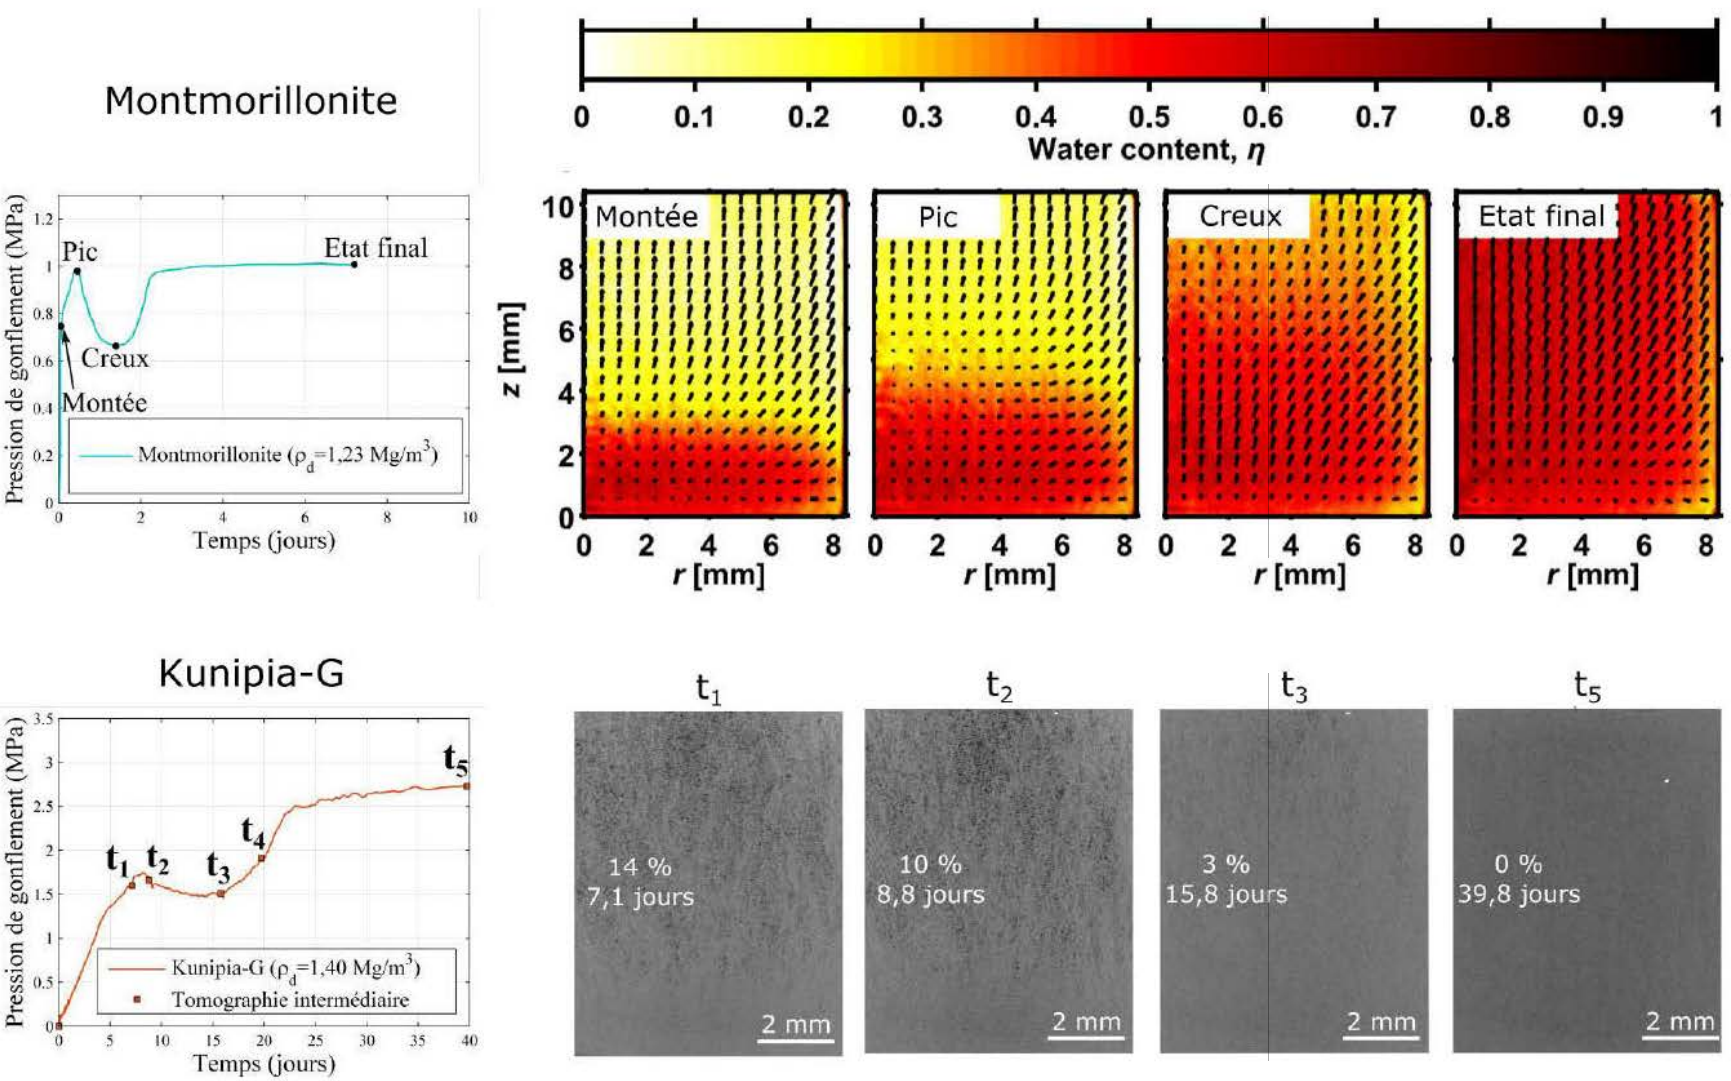 Montmorillonite
0 0.1 0.2 0.3 0.4 0.5 0.6 0.7 0.8 0.9 1
Water content, η
Pression de gonflement (MPa)
1.2
1
0.8
0.6
0.4
0.2
0
Pic
Etat final
Creux
Montée
Montmorillonite (ρd=1,23 Mg/m3)
0 2 4 6 8 10
Temps (jours)
z [mm]
10
8
6
4
2
0
Montée
Pic
Creux
Etat final
0 2 4 6 8
r [mm]
0 2 4 6 8
r [mm]
0 2 4 6 8
r [mm]
0 2 4 6 8
r [mm]
Kunipia-G
Pression de gonflement (MPa)
3.5
3
2.5
2
1.5
1
0.5
0
t1
t2
t3
t4
t5
Kunipia-G (ρd=1,40 Mg/m3)
Tomographie intermédiaire
0 5 10 15 20 25 30 35 40
Temps (jours)
t1
14 %
7,1 jours
2 mm
t2
10 %
8,8 jours
2 mm
t3
3 %
15,8 jours
2 mm
t5
0 %
39,8 jours
2 mm